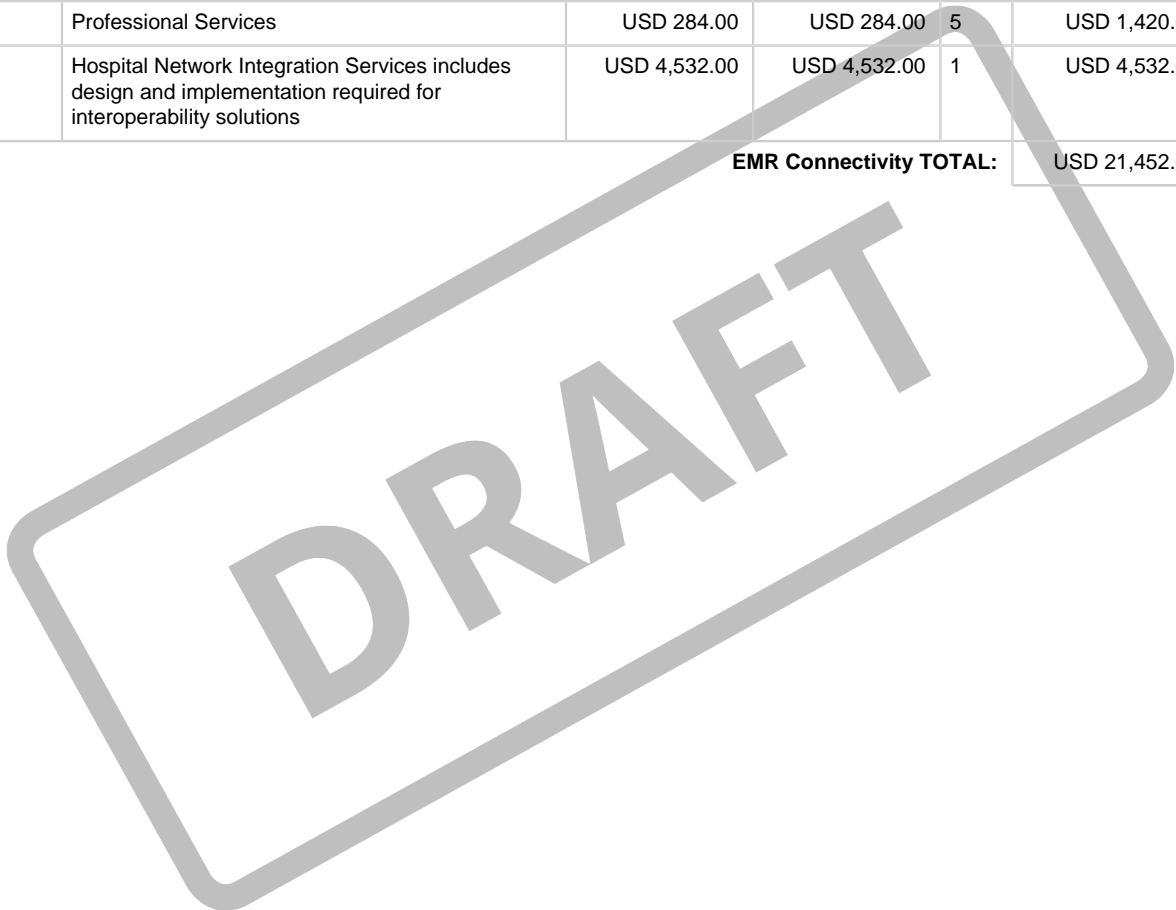 Professional Services USD 284.00 USD 284.00 5 USD 1,420.
Hospital Network Integration Services includes USD 4,532.00 USD 4,532.00 1 USD 4,532.
design and implementation required for
interoperability solutions
EMR Connectivity TOTAL: USD 21,452.
DRAFT